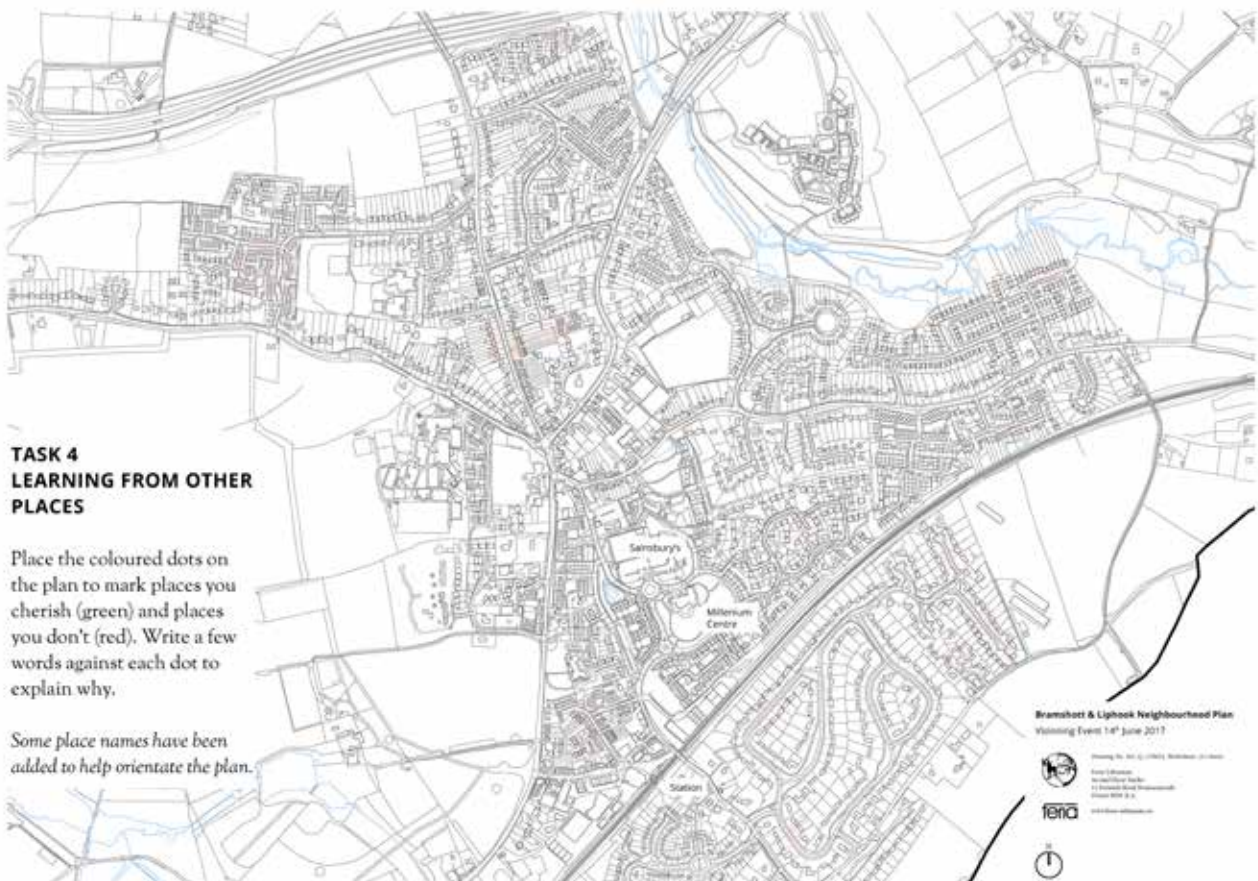 TASK 4
LEARNING FROM OTHER
PLACES
Place the coloured dots on
the plan to mark places you
cherish (green) and places
you don't (red). Write a few
words against each dot to
explain why.
Some place names have been
added to help orientate the plan.
Sainsbury's
Millenium
Centre
Station
Bramshott & Liphook Neighbourhood Plan
Visioning Event 14th June 2017
feria
N